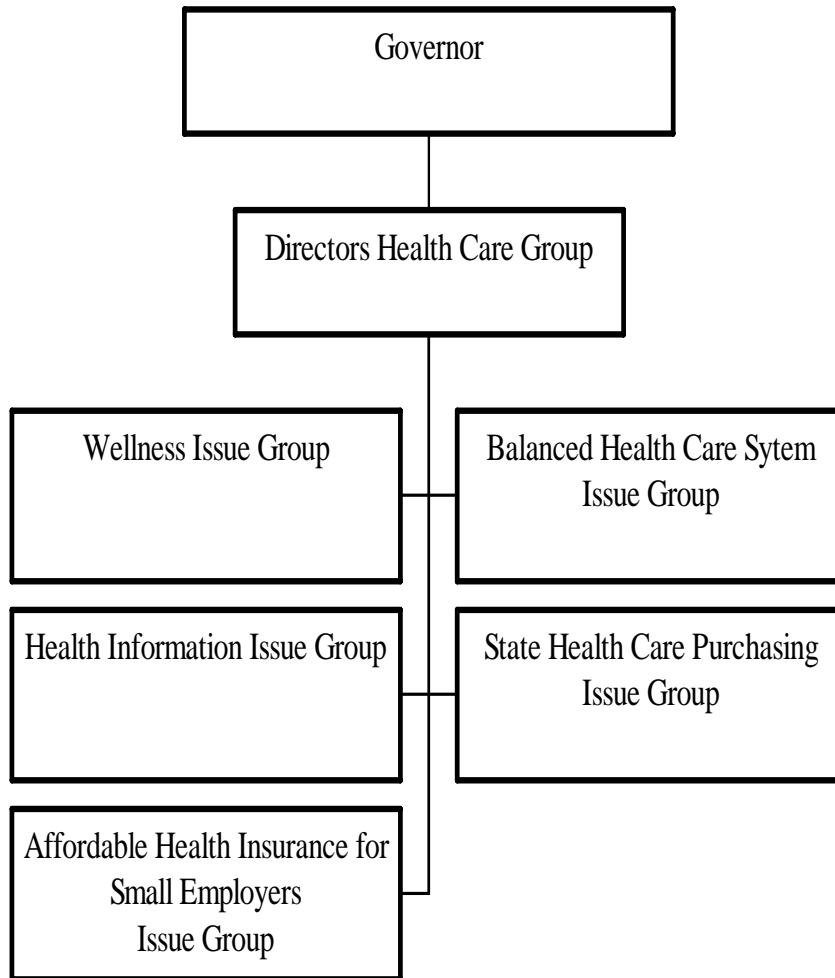 Governor
Directors Health Care Group
Wellness Issue Group
Balanced Health Care Sytem
Issue Group
Health Information Issue Group
State Health Care Purchasing
Issue Group
Affordable Health Insurance for
Small Employers
Issue Group